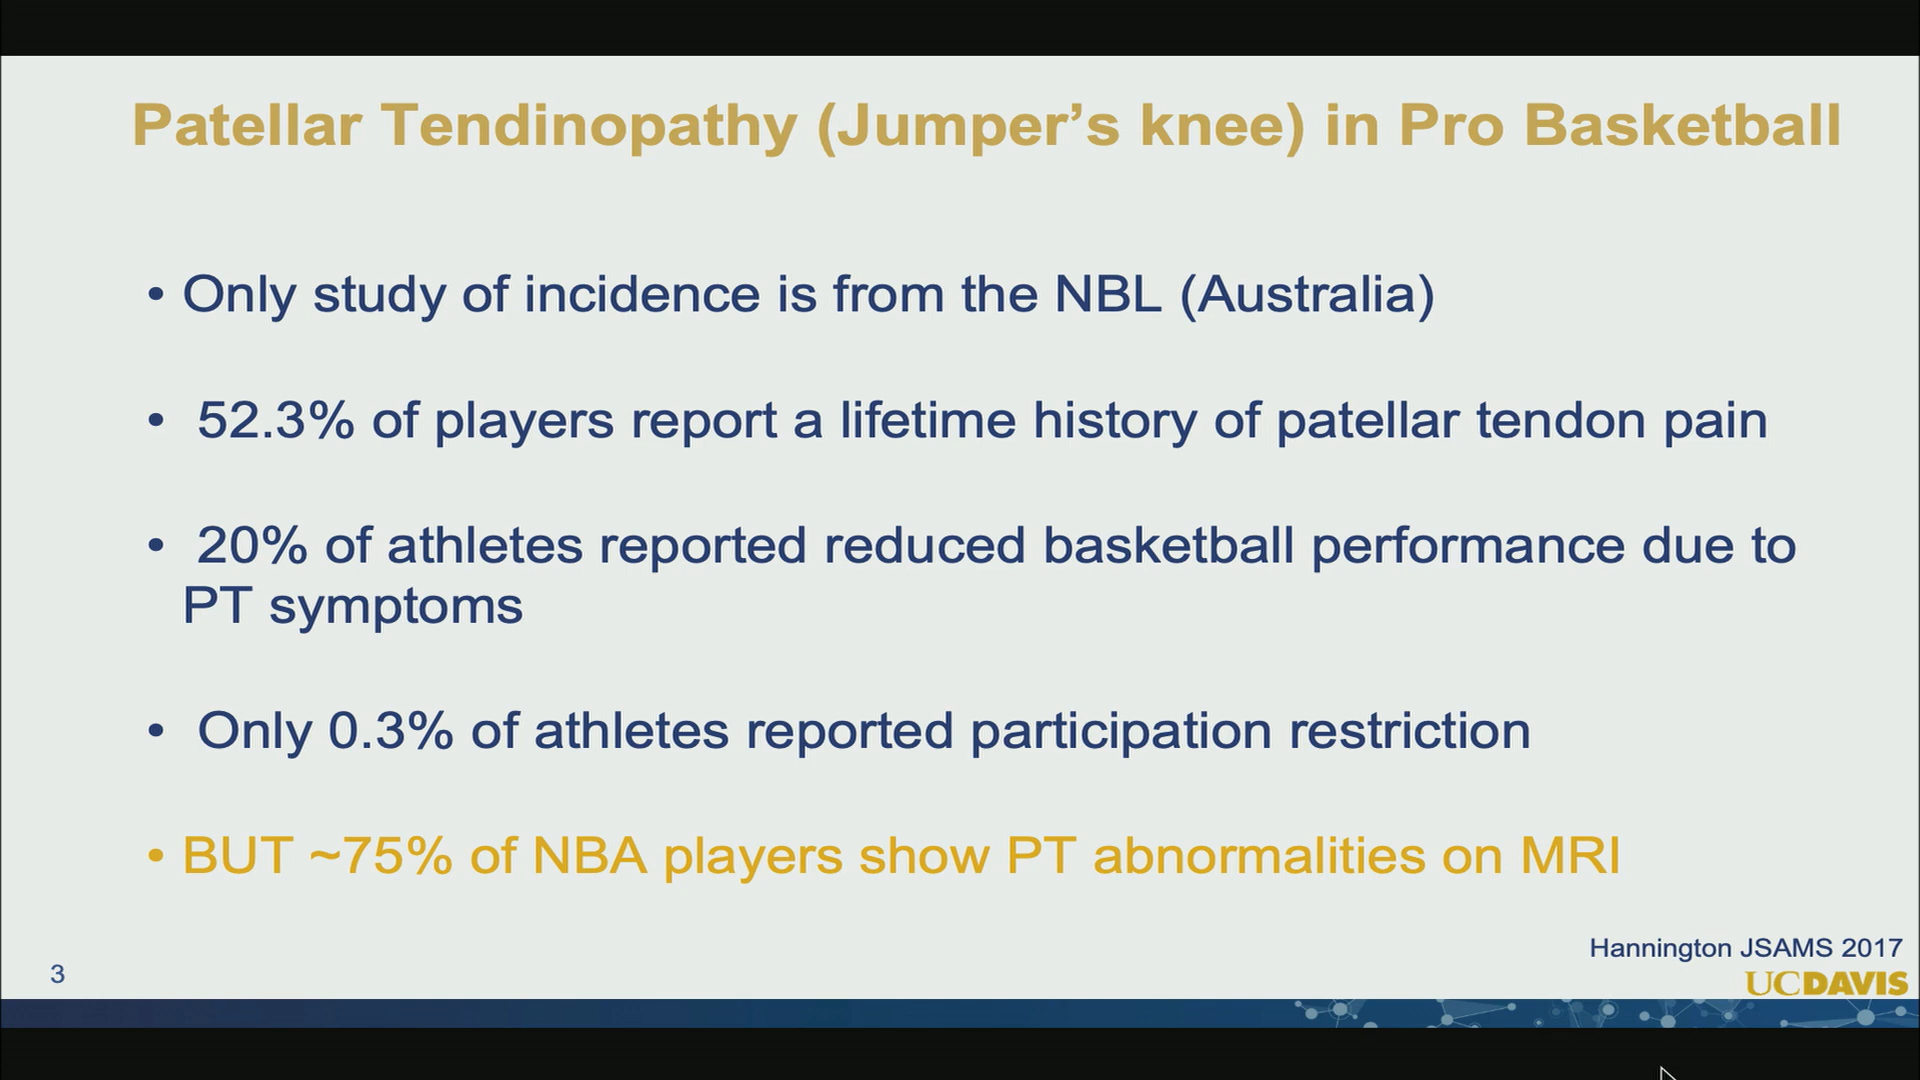 Patellar Tendinopathy (Jumper’s knee) in Pro Basketball
• Only study of incidence is from the NBL (Australia)
• 52.3% of players report a lifetime history of patellar tendon pain
• 20% of athletes reported reduced basketball performance due to
PT symptoms
• Only 0.3% of athletes reported participation restriction
• BUT ~75% of NBA players show PT abnormalities on MRI
Hannington JSAMS 2017
3
UCDAVIS